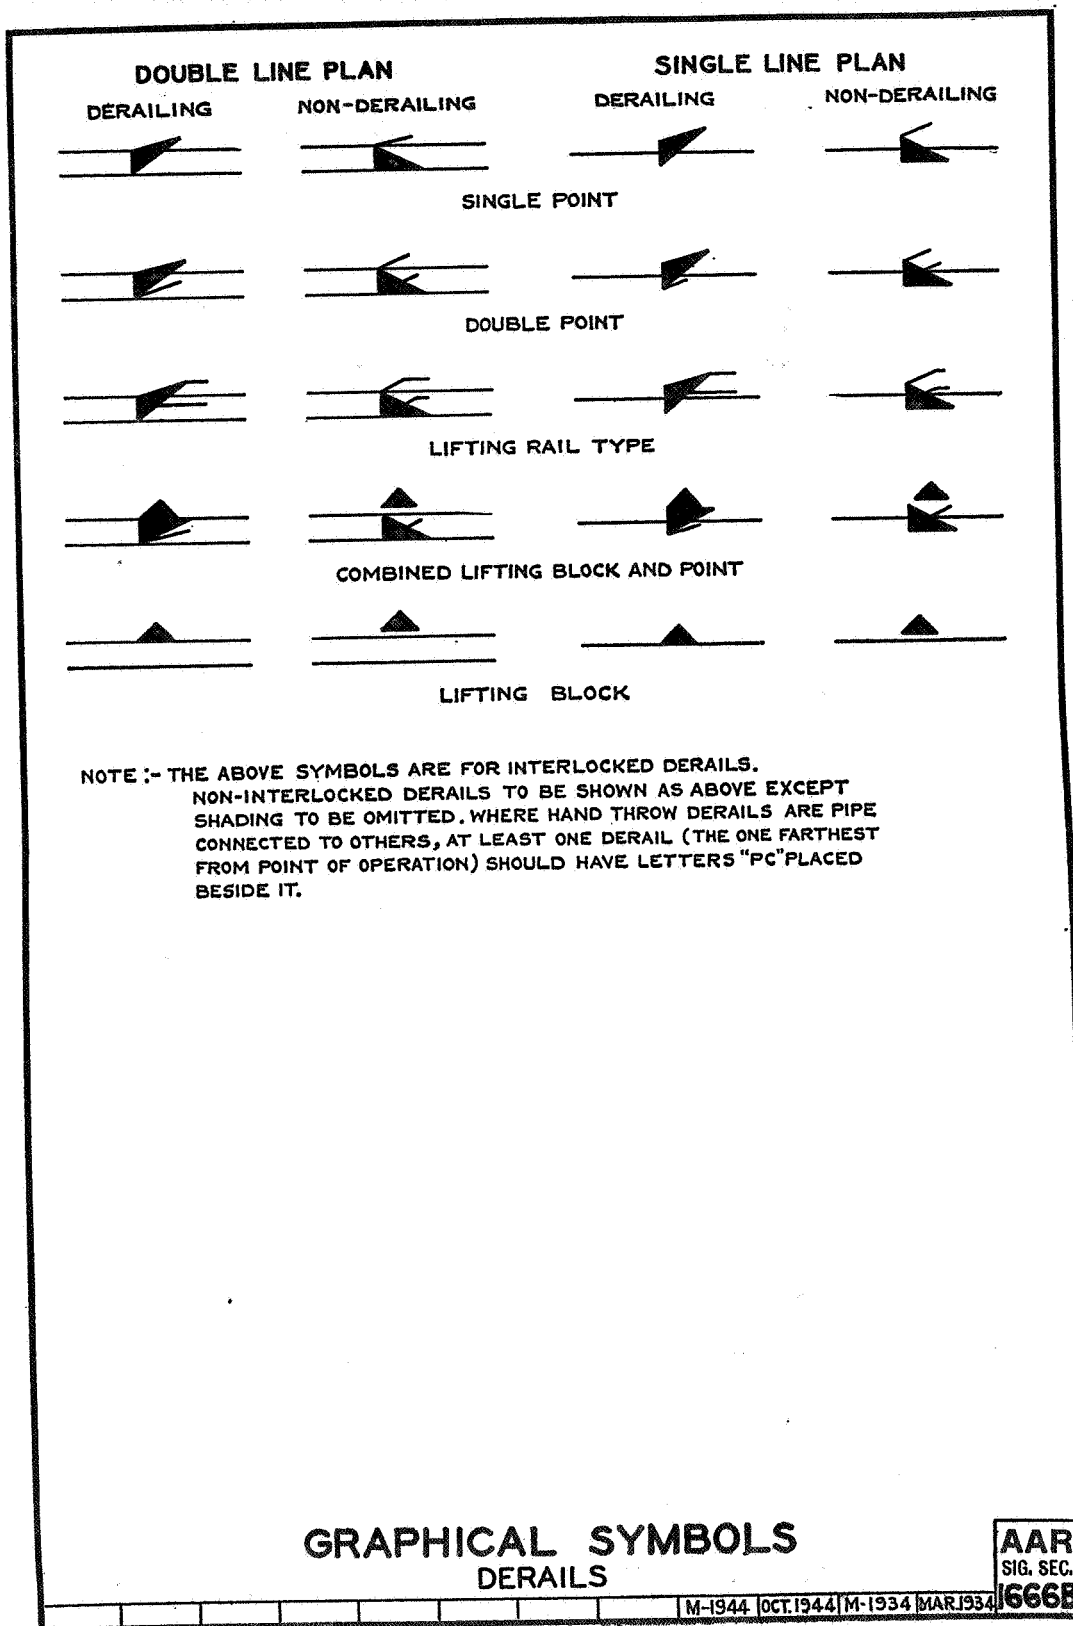 DOUBLE LINE PLAN
SINGLE LINE PLAN
DERAILING
NON-DERAILING
DERAILING
NON-DERAILING
SINGLE POINT
DOUBLE POINT
LIFTING RAIL TYPE
COMBINED LIFTING BLOCK AND POINT
LIFTING BLOCK
NOTE:- THE ABOVE SYMBOLS ARE FOR INTERLOCKED DERAILS.
NON-INTERLOCKED DERAILS TO BE SHOWN AS ABOVE EXCEPT
SHADING TO BE OMITTED. WHERE HAND THROW DERAILS ARE PIPE
CONNECTED TO OTHERS, AT LEAST ONE DERAIL (THE ONE FARTHEST
FROM POINT OF OPERATION) SHOULD HAVE LETTERS "PC" PLACED
BESIDE IT.
GRAPHICAL SYMBOLS
DERAILS
AAR
SIG. SEC.
1666B
M-1944 OCT.1944 M-1934 MAR.1934